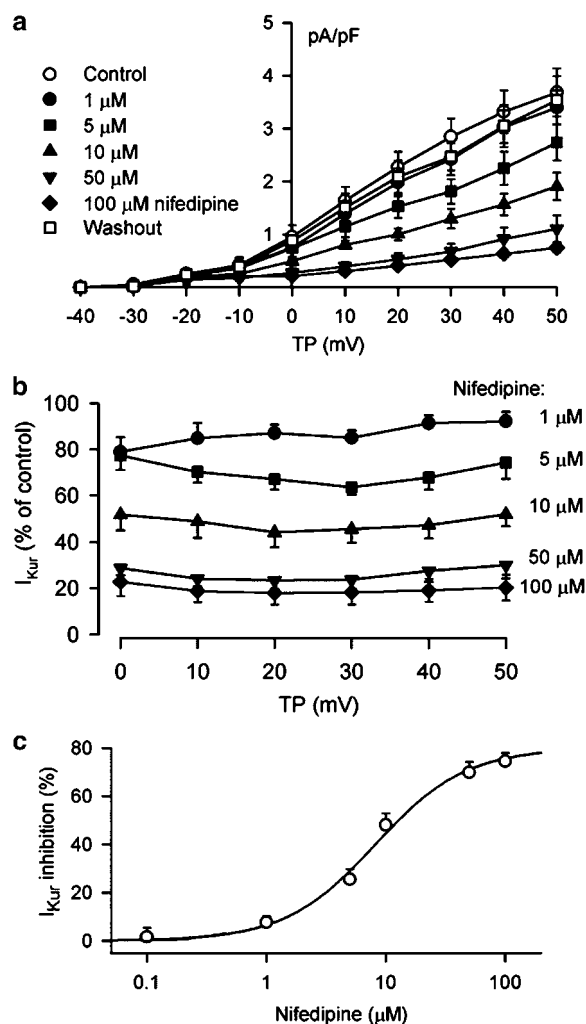 a
pA/pF
Control
1 μM
5 μM
10 μM
50 μM
100 μM nifedipine
Washout
5
4
3
2
1
-40 -30 -20 -10 0 10 20 30 40 50
TP (mV)
b
Nifedipine:
I Kur (% of control)
100
80
60
40
20
0
1 μM
5 μM
10 μM
50 μM
100 μM
0 10 20 30 40 50
TP (mV)
c
I Kur inhibition (%)
80
60
40
20
0
0.1 1 10 100
Nifedipine (μM)